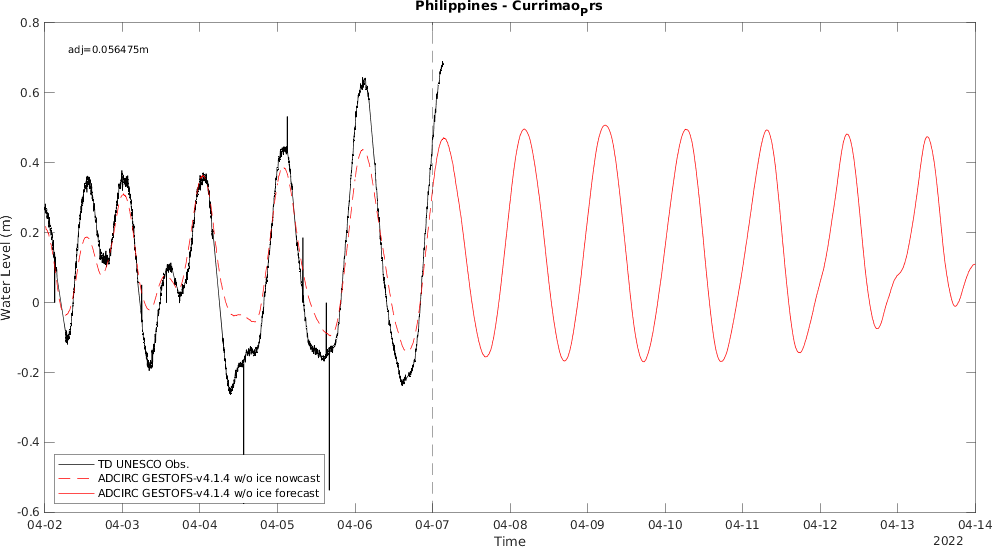 Philippines - Currimaoprs
adj=0.056475m
0.8
0.6
0.4
0.2
0
-0.2
-0.4
-0.6
Water Level (m)
TD UNESCO Obs.
ADCIRC GESTOFS-v4.1.4 w/o ice nowcast
ADCIRC GESTOFS-v4.1.4 w/o ice forecast
04-02 04-03 04-04 04-05 04-06 04-07 04-08 04-09 04-10 04-11 04-12 04-13 04-14
Time
2022